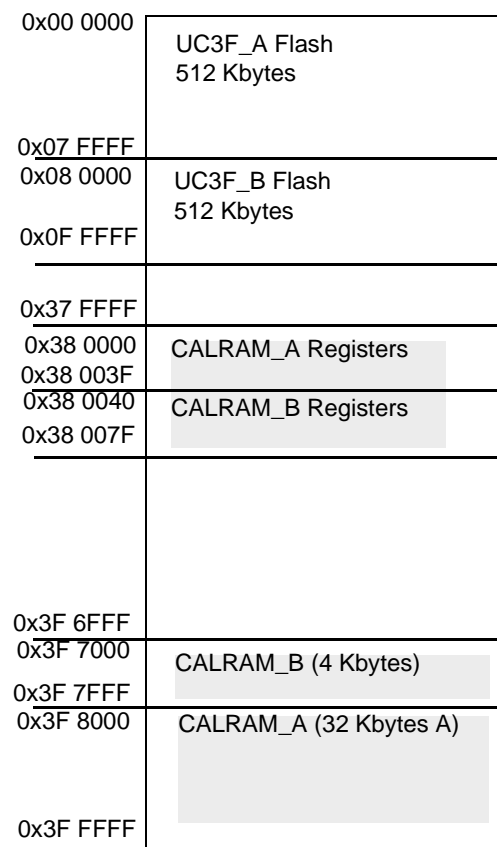 0x00 0000
UC3F_A Flash
512 Kbytes
0x07 FFFF
0x08 0000
UC3F_B Flash
512 Kbytes
0x0F FFFF
0x37 FFFF
0x38 0000
CALRAM_A Registers
0x38 003F
0x38 0040
CALRAM_B Registers
0x38 007F
0x3F 6FFF
0x3F 7000
CALRAM_B (4 Kbytes)
0x3F 7FFF
0x3F 8000
CALRAM_A (32 Kbytes A)
0x3F FFFF